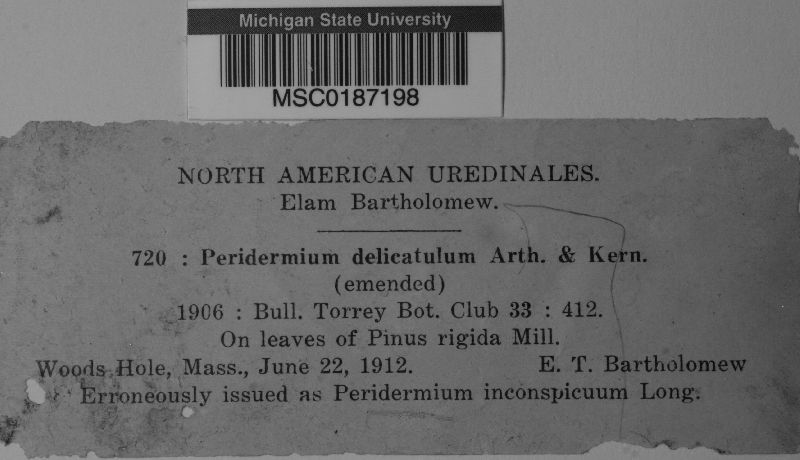 Michigan State University
MSC0187198
NORTH AMERICAN UREDINALES.
Elam Bartholomew.
720 : Peridermium delicatulum Arth. & Kern.
(emended)
1906 : Bull. Torrey Bot. Club 33 : 412.
On leaves of Pinus rigida Mill.
Woods Hole, Mass., June 22, 1912. E. T. Bartholomew
Erroneously issued as Peridermium inconspicuum Long.